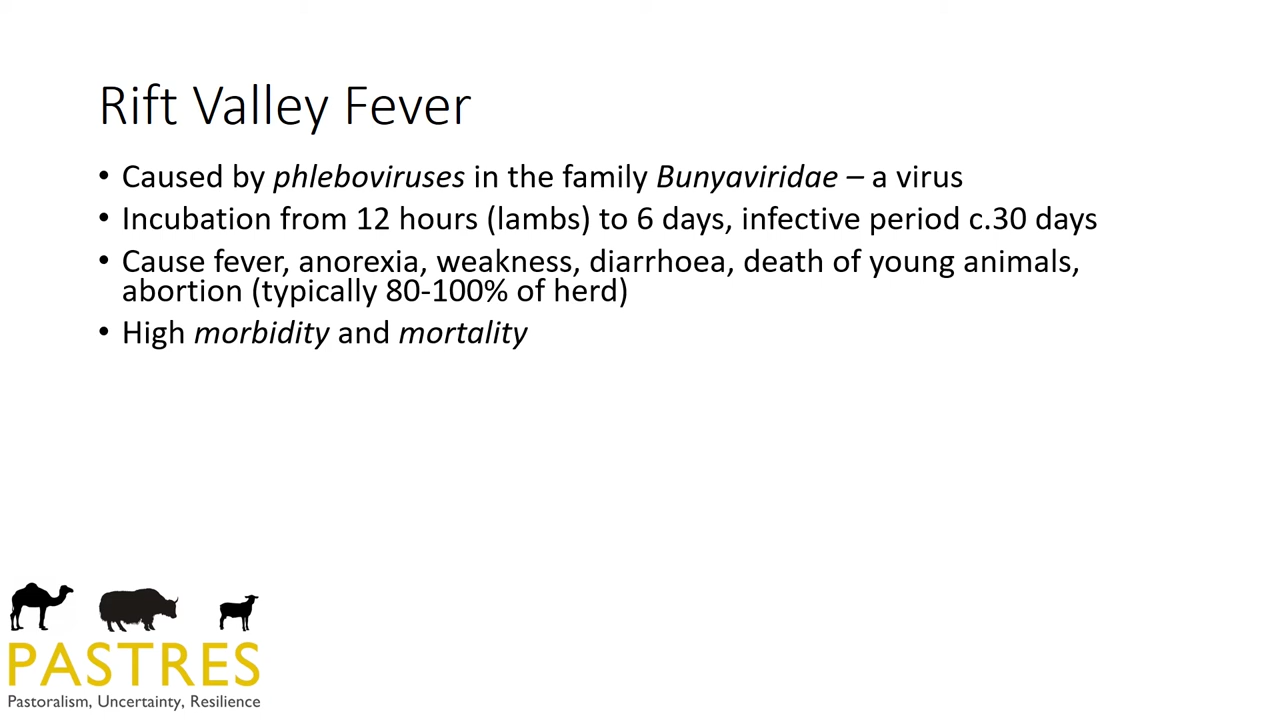 Rift Valley Fever
• Caused by phleboviruses in the family Bunyaviridae – a virus
• Incubation from 12 hours (lambs) to 6 days, infective period c.30 days
• Cause fever, anorexia, weakness, diarrhoea, death of young animals,
abortion (typically 80-100% of herd)
• High morbidity and mortality
PASTRES
Pastoralism, Uncertainty, Resilience